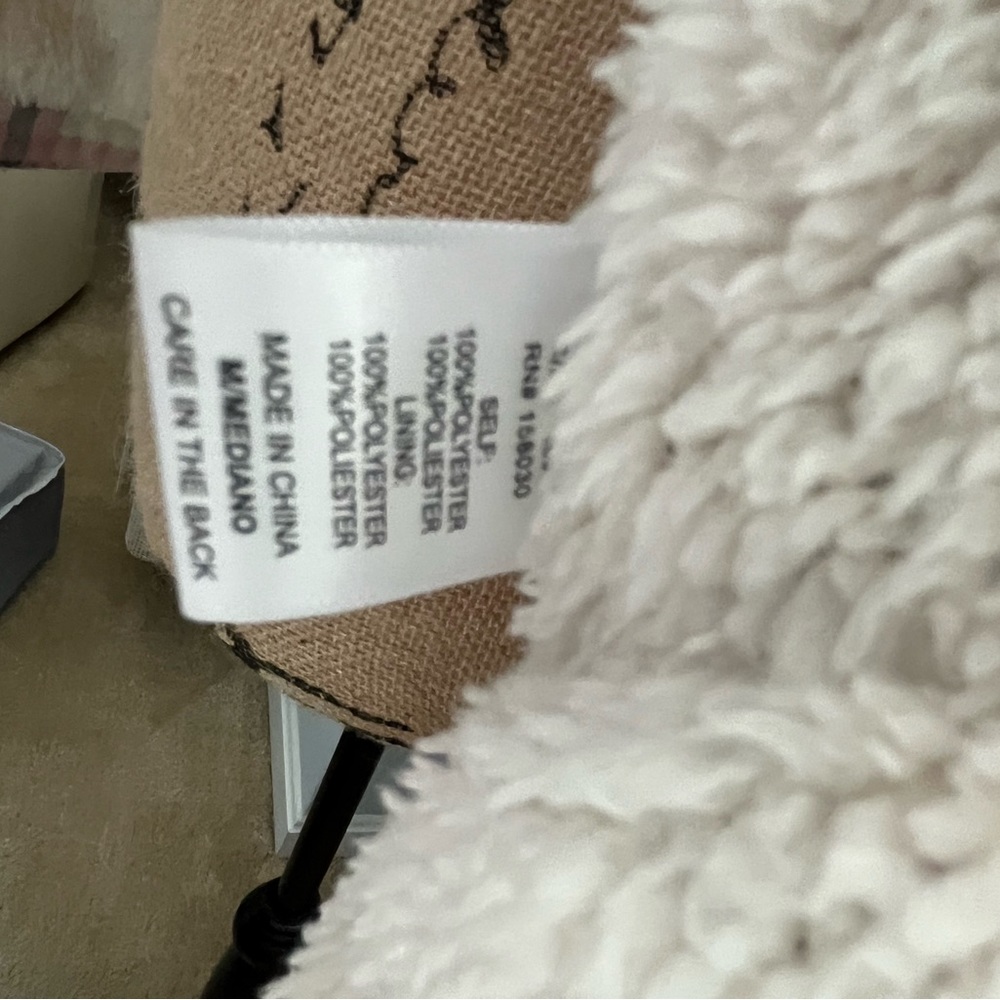 RN# 156030
SELF:
100%POLYESTER
100%POLIESTER
LINING:
100%POLYESTER
100%POLIESTER
MADE IN CHINA
M/MEDIANO
CARE IN THE BACK